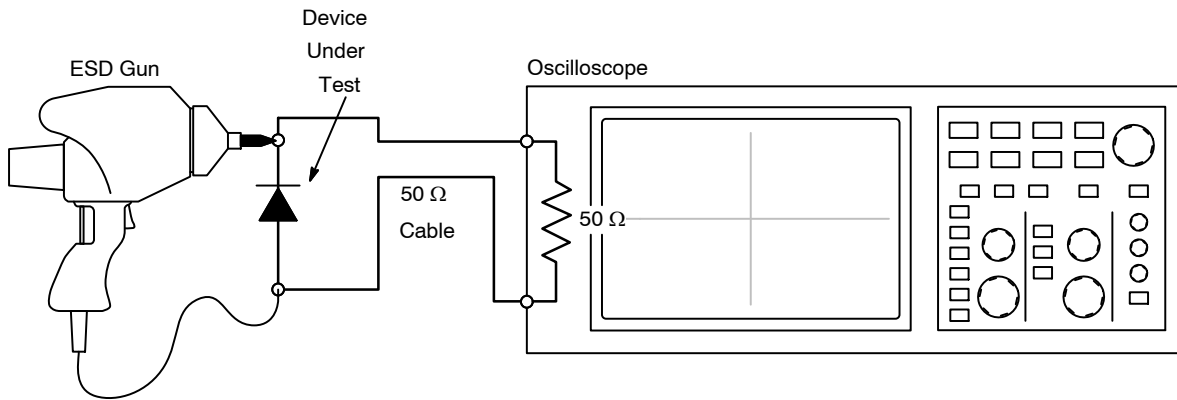 Device
Under
Test
ESD Gun
Oscilloscope
50 Ω
Cable
50 Ω